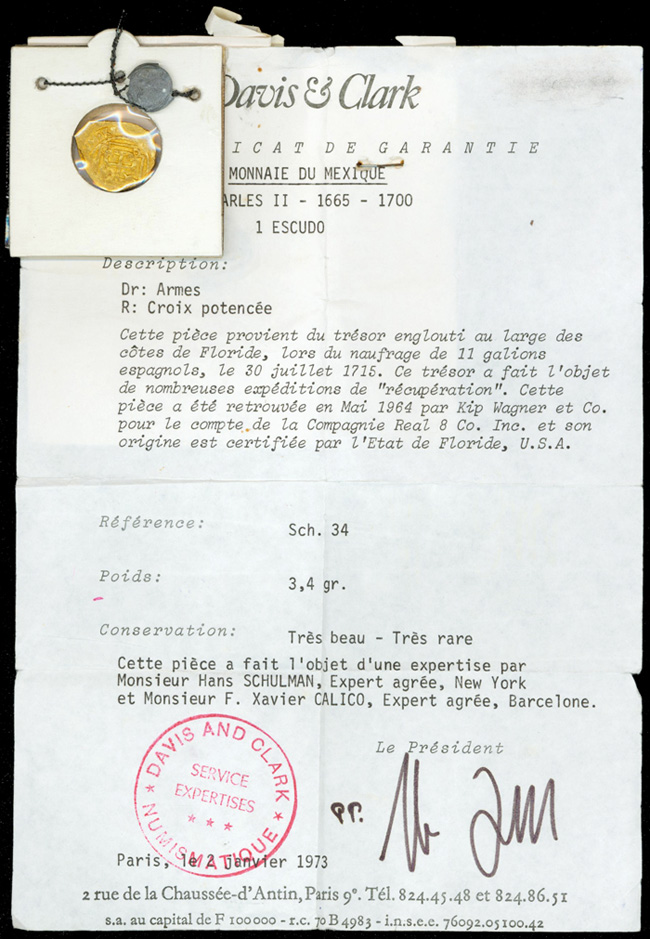 Davis & Clark
ICAT DE GARANTIE
MONNAIE DU MEXIQUE
ARLES II - 1665 - 1700
1 ESCUDO
Description:
Dr: Armes
R: Croix potencée
Cette pièce provient du trésor englouti au large des
côtes de Floride, lors du naufrage de 11 galions
espagnols, le 30 juillet 1715. Ce trésor a fait l'objet
de nombreuses expéditions de "récupération". Cette
pièce a été retrouvée en Mai 1964 par Kip Wagner et Co.
pour le compte de la Compagnie Real 8 Co. Inc. et son
origine est certifiée par l'Etat de Floride, U.S.A.
Référence: Sch. 34
Poids: 3,4 gr.
Conservation: Très beau - Très rare
Cette pièce a fait l'objet d'une expertise par
Monsieur Hans SCHULMAN, Expert agrée, New York
et Monsieur F. Xavier CALICO, Expert agrée, Barcelone.
Le Président
DAVIS AND CLARK
SERVICE
EXPERTISES
NUMISMATIQUE
pp.
Paris, le 2 janvier 1973
2 rue de la Chaussée-d'Antin, Paris 9e. Tél. 824.45.48 et 824.86.51
s.a. au capital de F 100000 - r.c. 70 B 4983 - i.n.s.e.e. 76092.05100.42